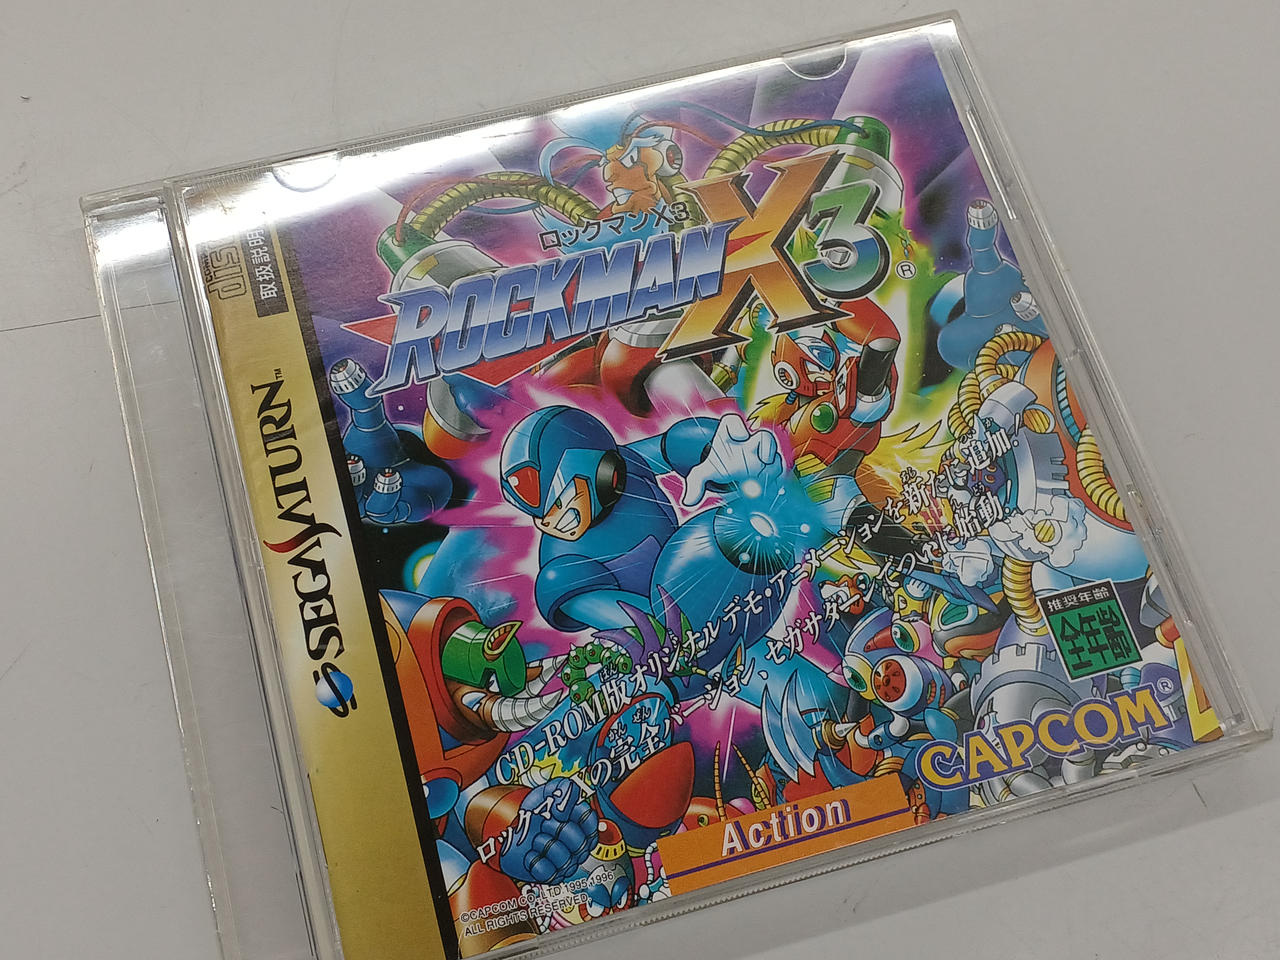 disc
取扱説明
SEGA SATURN™
ロックマンX3
ROCKMAN X3®
CD-ROM版オリジナルデモ・アニメーションを新たに追加!
ロックマンXの完全バージョン、セガサターンでついに始動!
推奨年齢
全年齢
CAPCOM®
Action
©CAPCOM CO., LTD.1995,1996
ALL RIGHTS RESERVED.